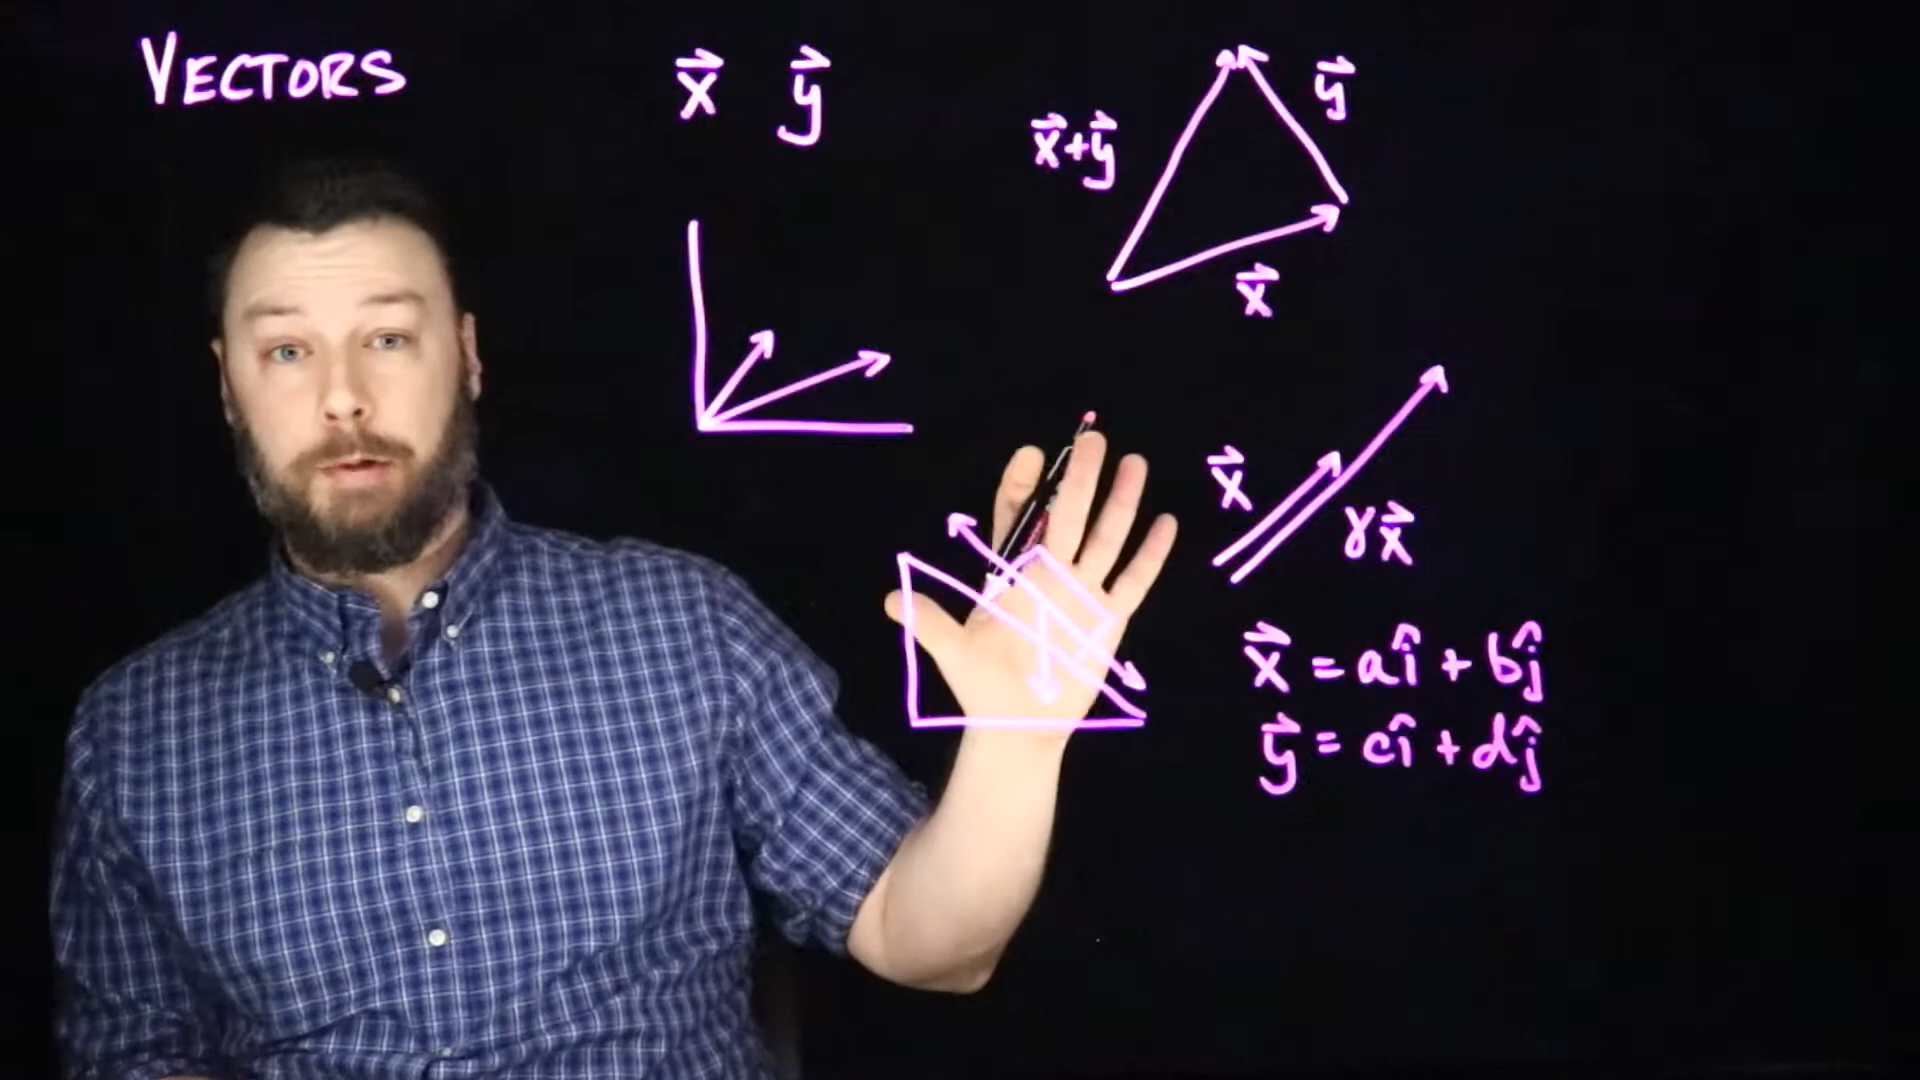 VECTORS
x⃗ y⃗
x⃗+y⃗
y⃗
x⃗
x⃗
γx⃗
x⃗ = aî + bĵ
y⃗ = cî + dĵ